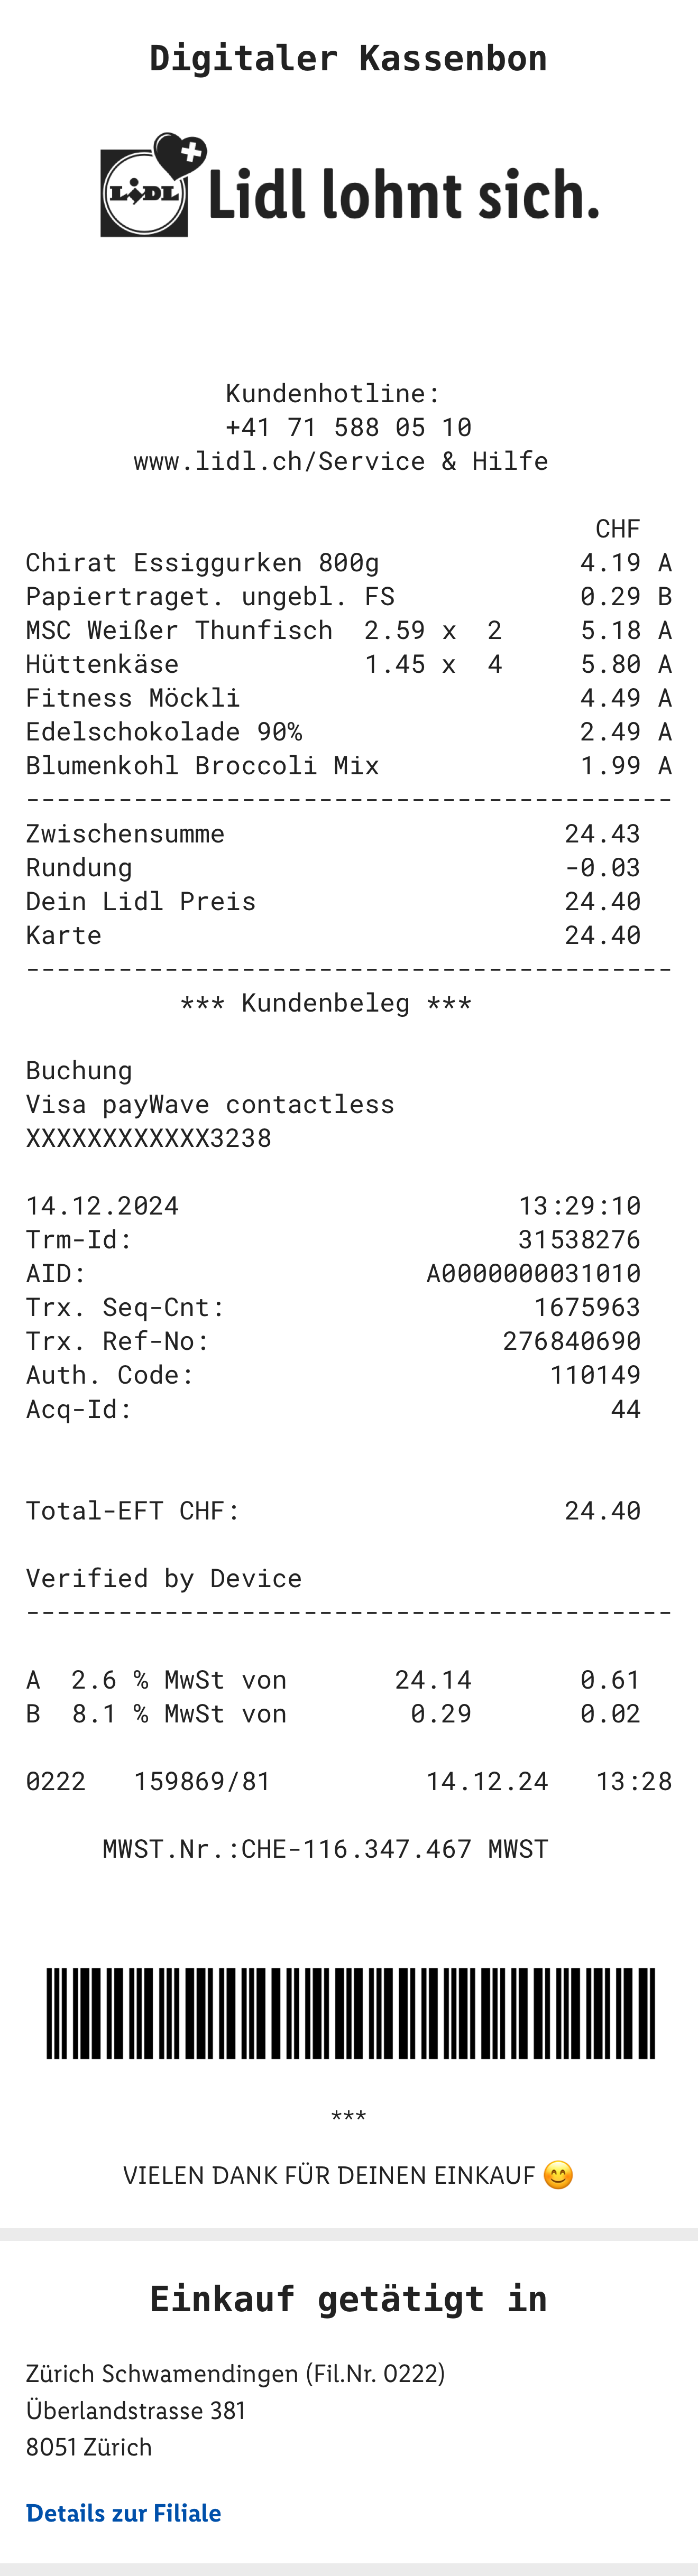 Digitaler Kassenbon
LIDL Lidl lohnt sich.
Kundenhotline:
+41 71 588 05 10
www.lidl.ch/Service & Hilfe
CHF
Chirat Essiggurken 800g 4.19 A
Papiertraget. ungebl. FS 0.29 B
MSC Weißer Thunfisch 2.59 x 2 5.18 A
Hüttenkäse 1.45 x 4 5.80 A
Fitness Möckli 4.49 A
Edelschokolade 90% 2.49 A
Blumenkohl Broccoli Mix 1.99 A
------------------------------------------
Zwischensumme 24.43
Rundung -0.03
Dein Lidl Preis 24.40
Karte 24.40
------------------------------------------
*** Kundenbeleg ***
Buchung
Visa payWave contactless
XXXXXXXXXXXX3238
14.12.2024 13:29:10
Trm-Id: 31538276
AID: A0000000031010
Trx. Seq-Cnt: 1675963
Trx. Ref-No: 276840690
Auth. Code: 110149
Acq-Id: 44
Total-EFT CHF: 24.40
Verified by Device
------------------------------------------
A 2.6 % MwSt von 24.14 0.61
B 8.1 % MwSt von 0.29 0.02
0222 159869/81 14.12.24 13:28
MWST.Nr.:CHE-116.347.467 MWST
***
VIELEN DANK FÜR DEINEN EINKAUF 😊
Einkauf getätigt in
Zürich Schwamendingen (Fil.Nr. 0222)
Überlandstrasse 381
8051 Zürich
Details zur Filiale